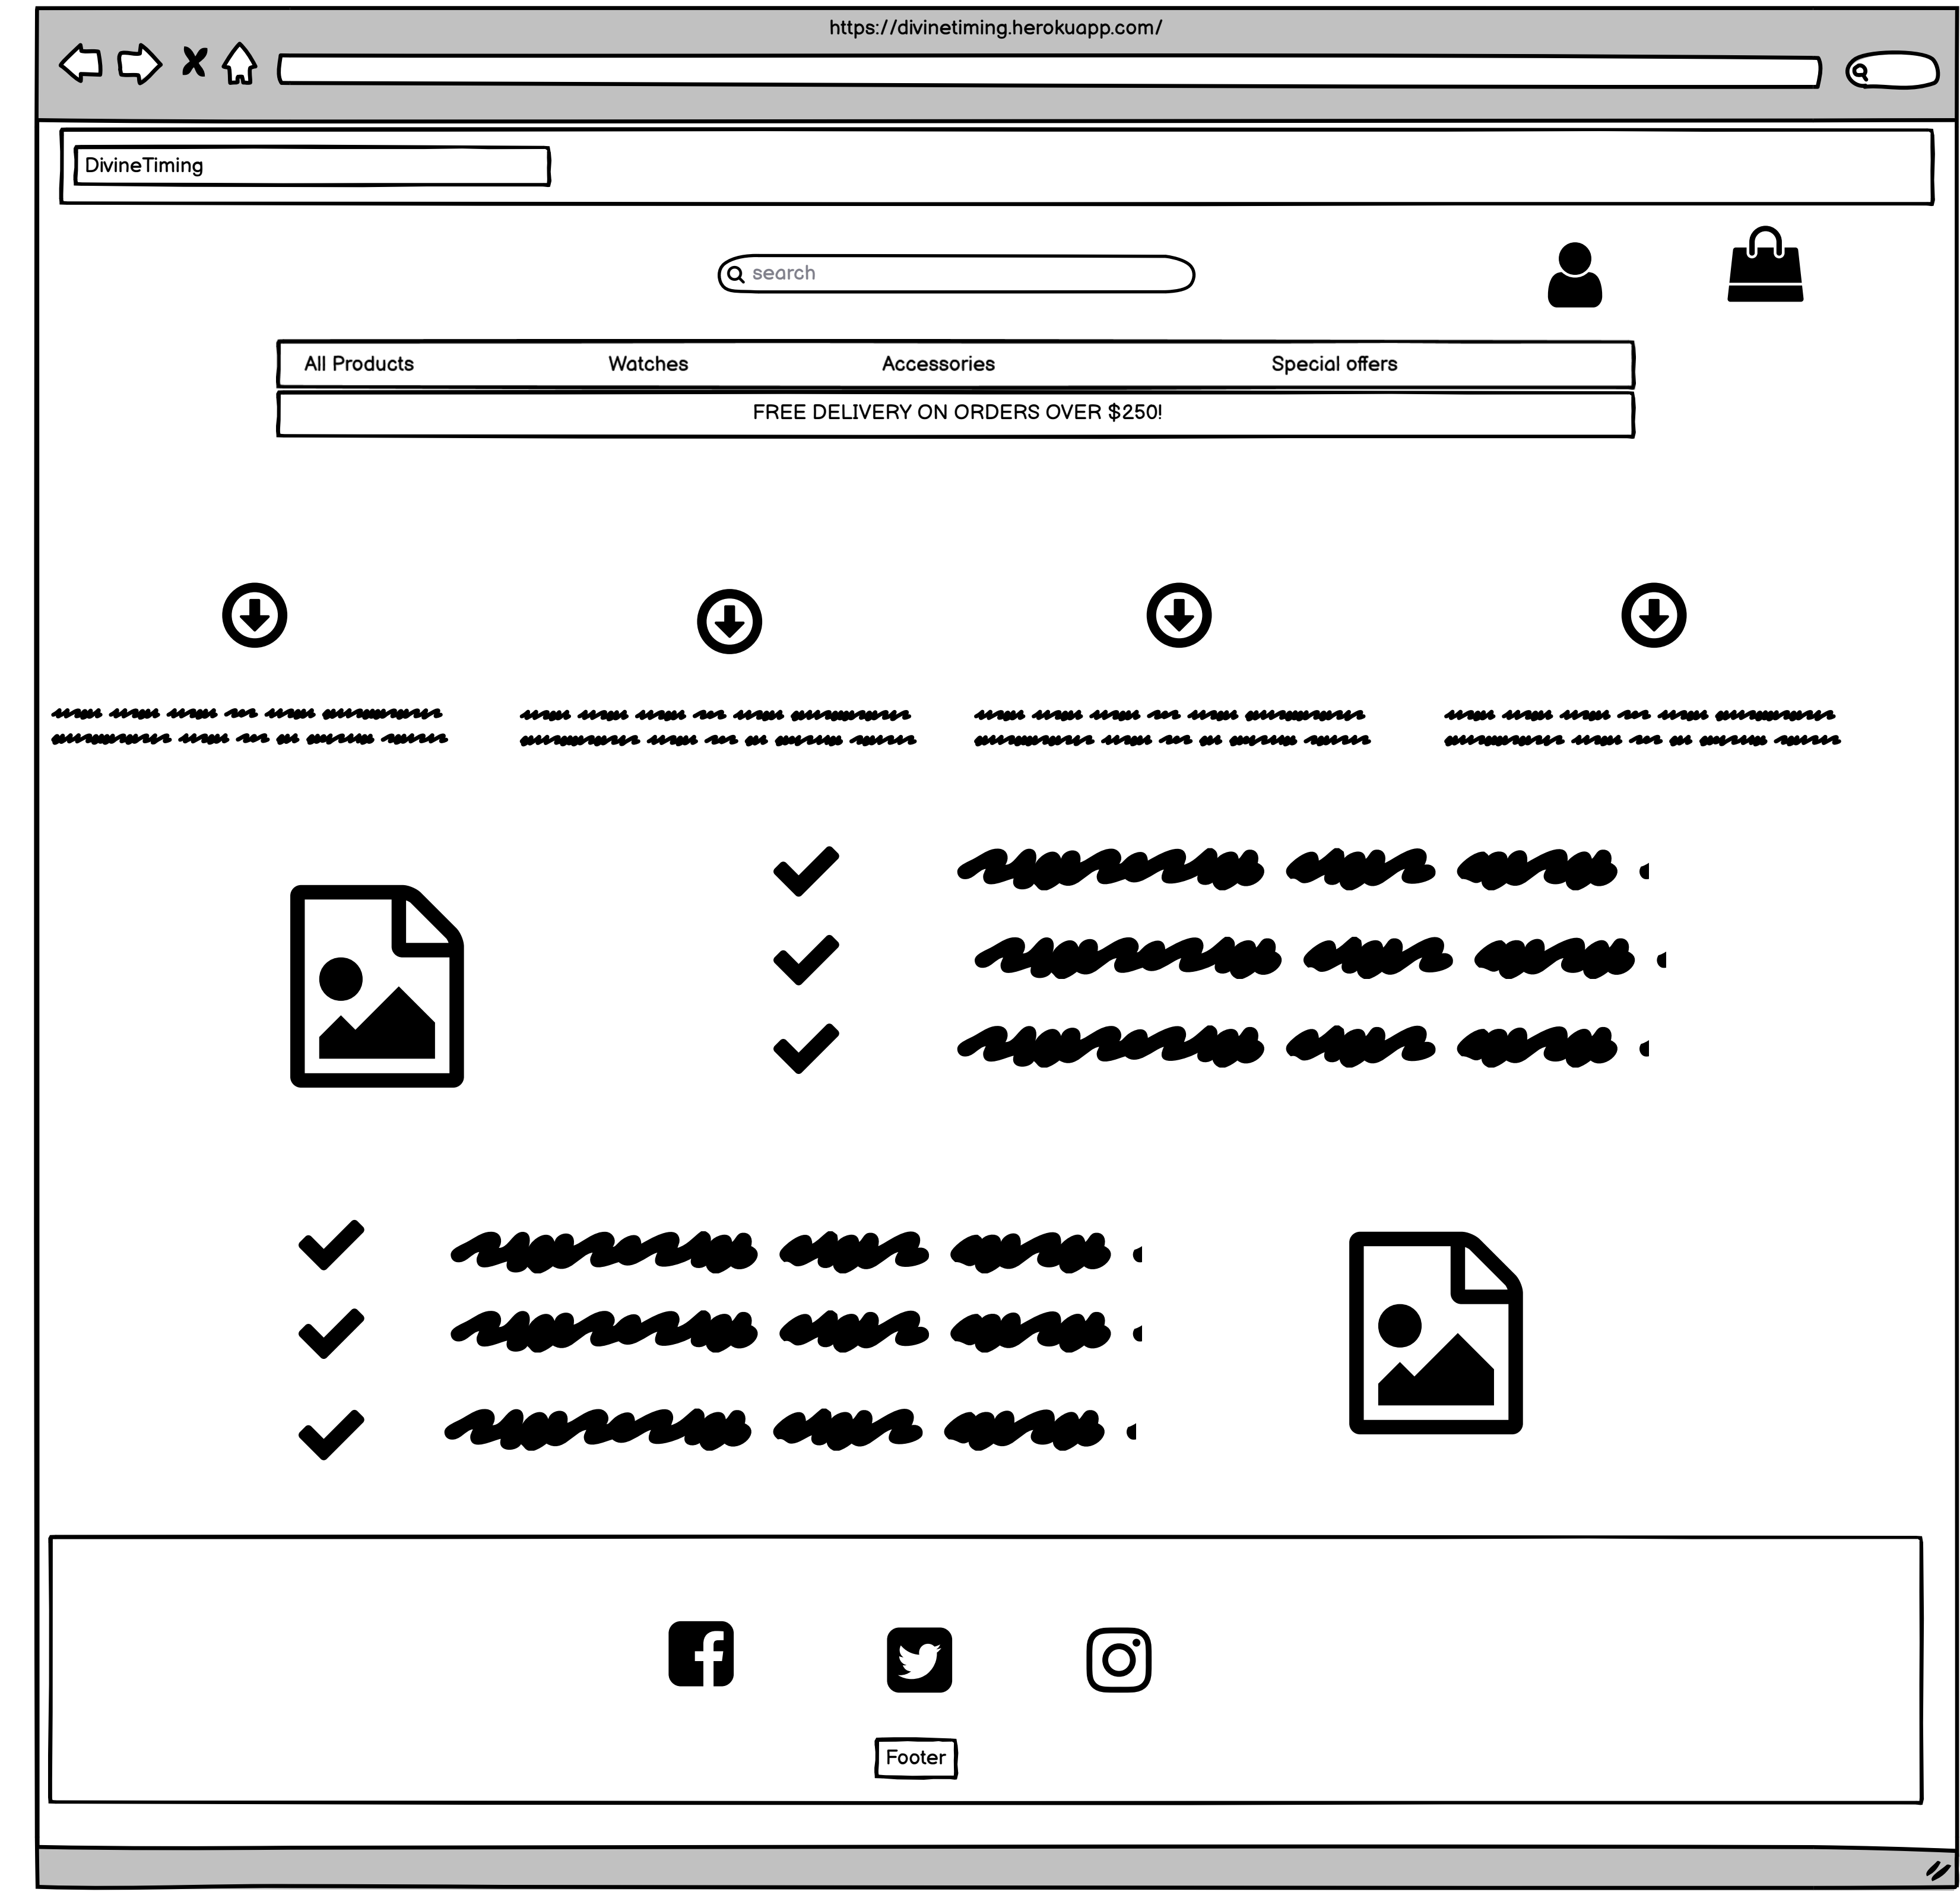 https://divinetiming.herokuapp.com/
DivineTiming
search
All Products Watches Accessories Special offers
FREE DELIVERY ON ORDERS OVER $250!
Footer